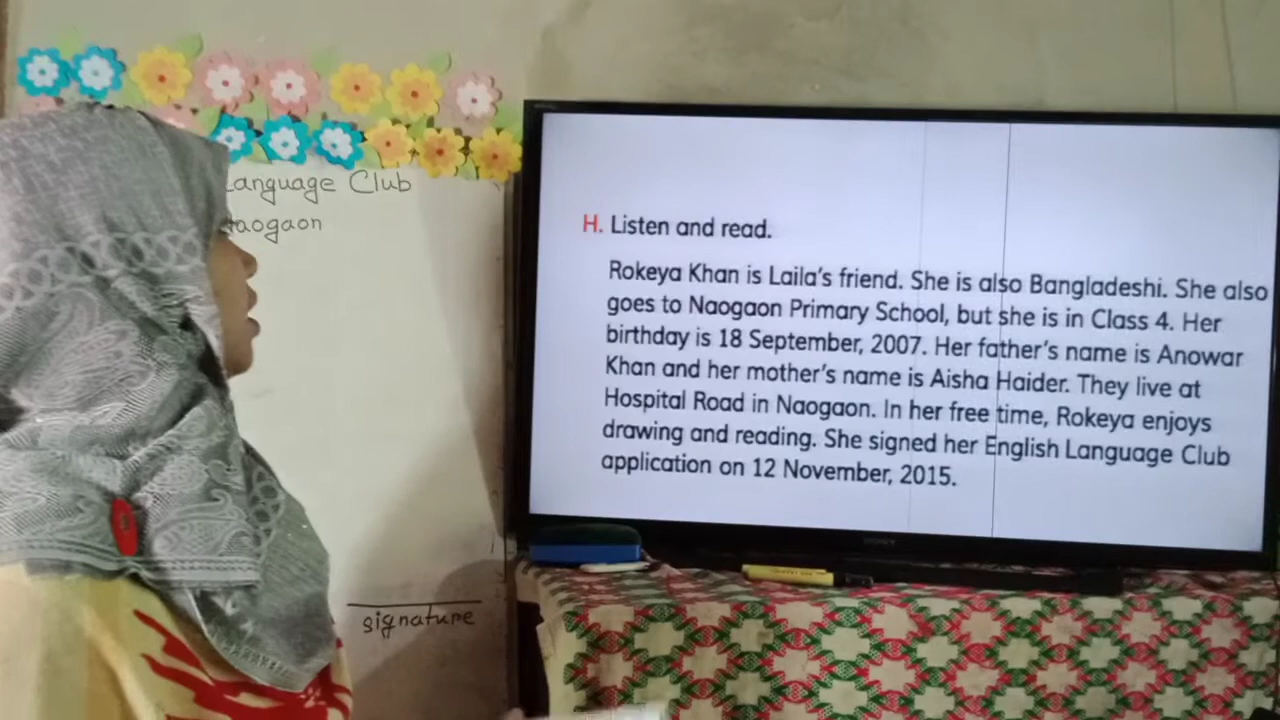 Language Club
Naogaon
signature
H. Listen and read.
Rokeya Khan is Laila's friend. She is also Bangladeshi. She also
goes to Naogaon Primary School, but she is in Class 4. Her
birthday is 18 September, 2007. Her father's name is Anowar
Khan and her mother's name is Aisha Haider. They live at
Hospital Road in Naogaon. In her free time, Rokeya enjoys
drawing and reading. She signed her English Language Club
application on 12 November, 2015.
SONY